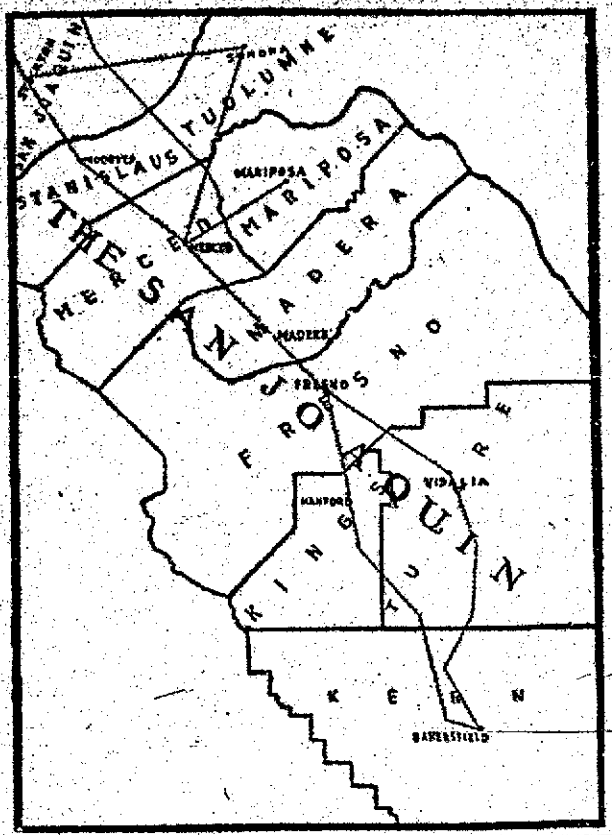 SAN JOAQUIN
STOCKTON
SONORA
TUOLUMNE
STANISLAUS
MODESTO
MARIPOSA
MARIPOSA
THE SAN JOAQUIN
MERCED
MERCED
MADERA
MADERA
FRESNO
FRESNO
VISALIA
HANFORD
KINGS
TULARE
KERN
BAKERSFIELD